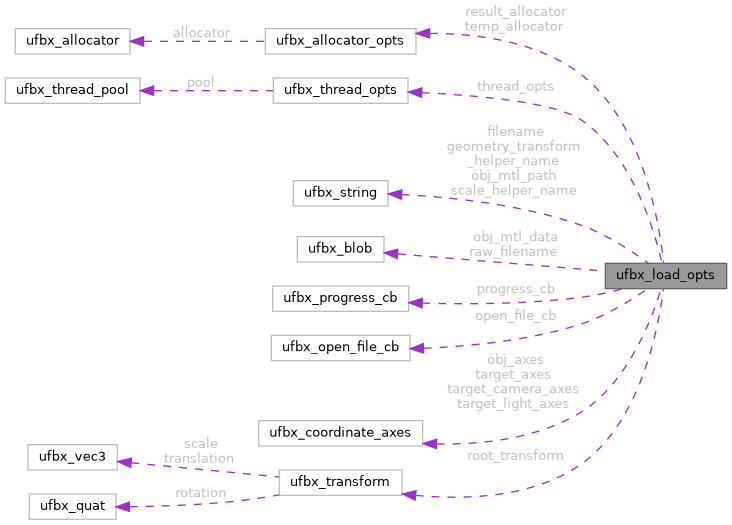 result_allocator
temp_allocator
ufbx_allocator
allocator
ufbx_allocator_opts
ufbx_thread_pool
pool
ufbx_thread_opts
thread_opts
filename
geometry_transform
_helper_name
obj_mtl_path
scale_helper_name
ufbx_string
ufbx_blob
obj_mtl_data
raw_filename
ufbx_load_opts
ufbx_progress_cb
progress_cb
ufbx_open_file_cb
open_file_cb
obj_axes
target_axes
target_camera_axes
target_light_axes
ufbx_coordinate_axes
ufbx_vec3
scale
translation
root_transform
ufbx_transform
ufbx_quat
rotation